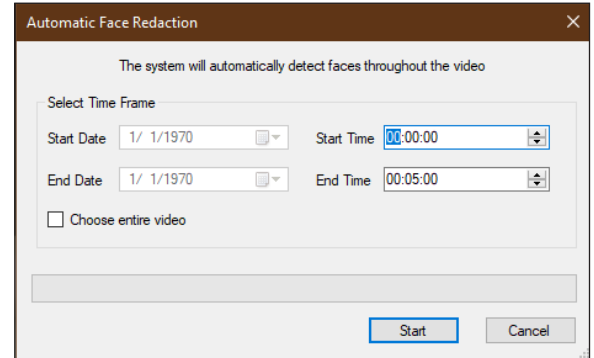 Automatic Face Redaction
The system will automatically detect faces throughout the video
Select Time Frame
Start Date 1/ 1/1970 Start Time 00:00:00
End Date 1/ 1/1970 End Time 00:05:00
Choose entire video
Start Cancel